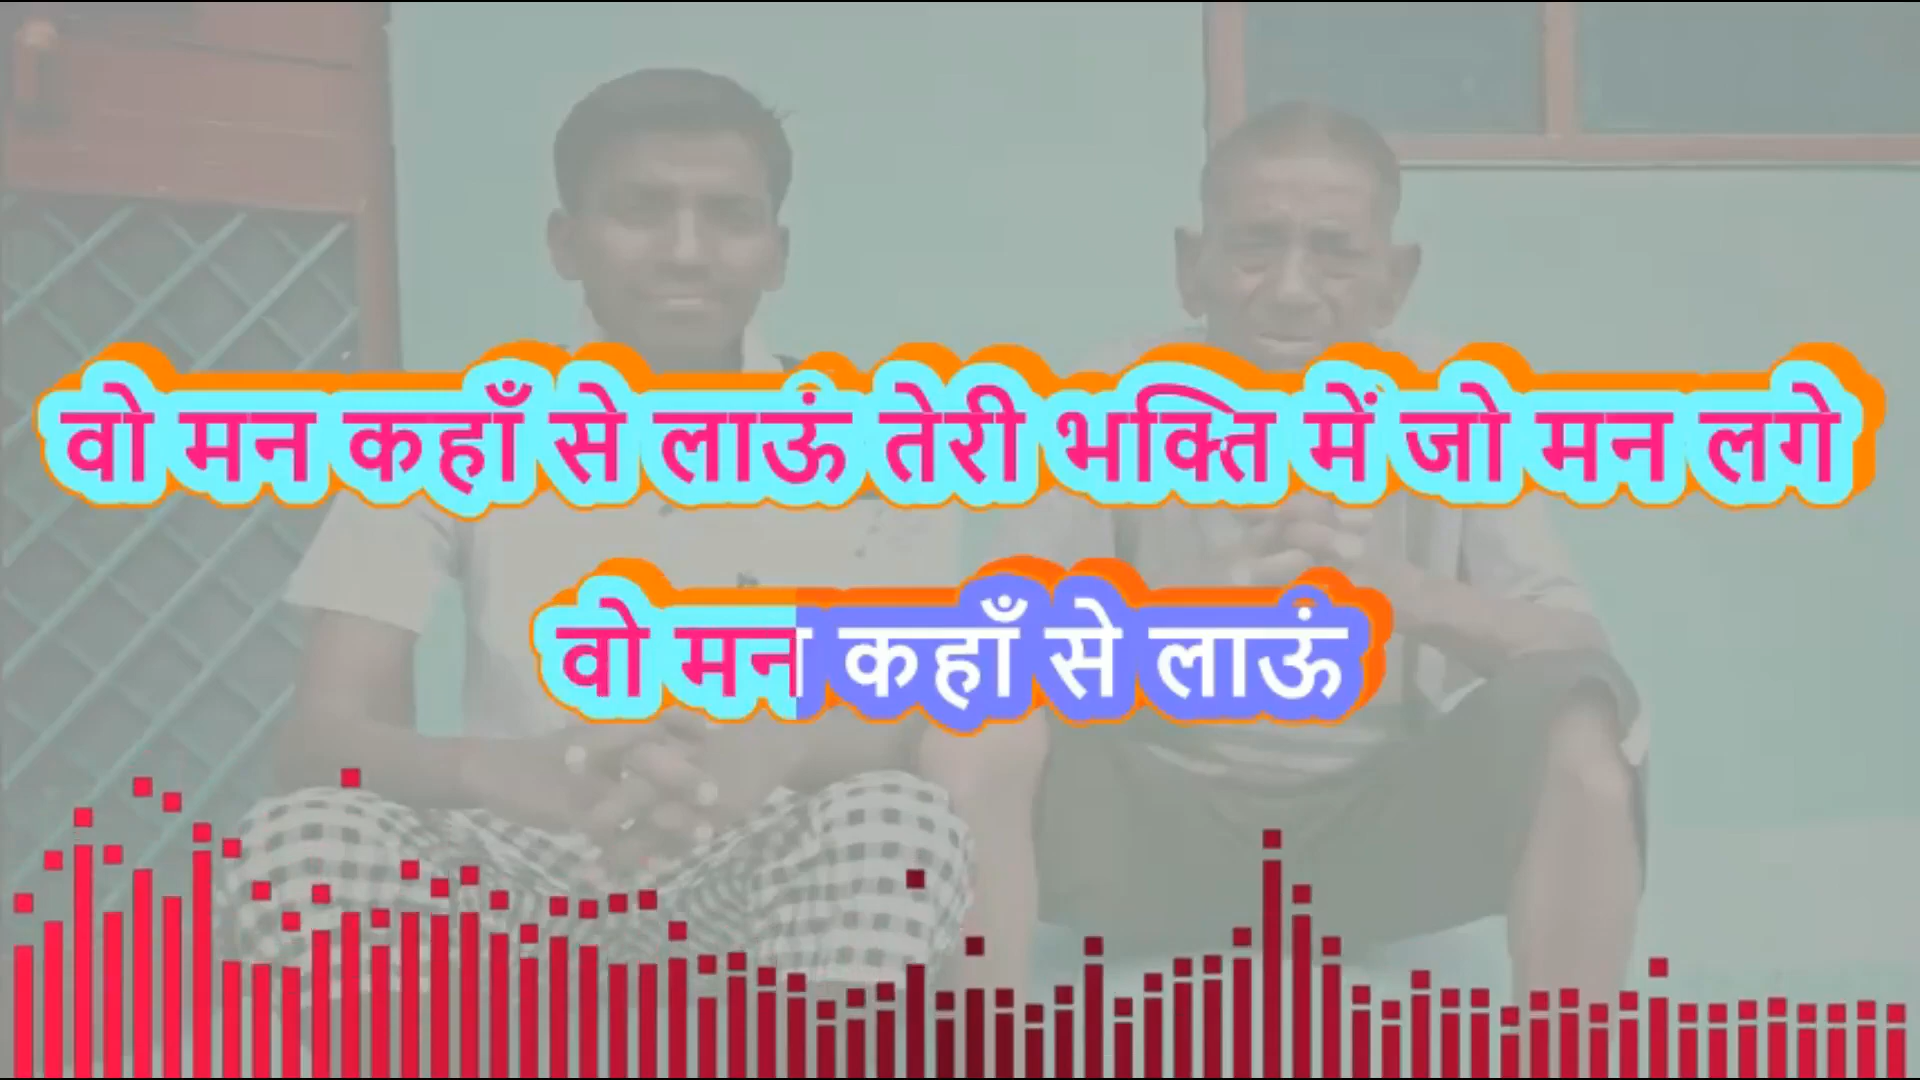 वो मन कहाँ से लाऊं तेरी भक्ति में जो मन लगे
वो मन कहाँ से लाऊं